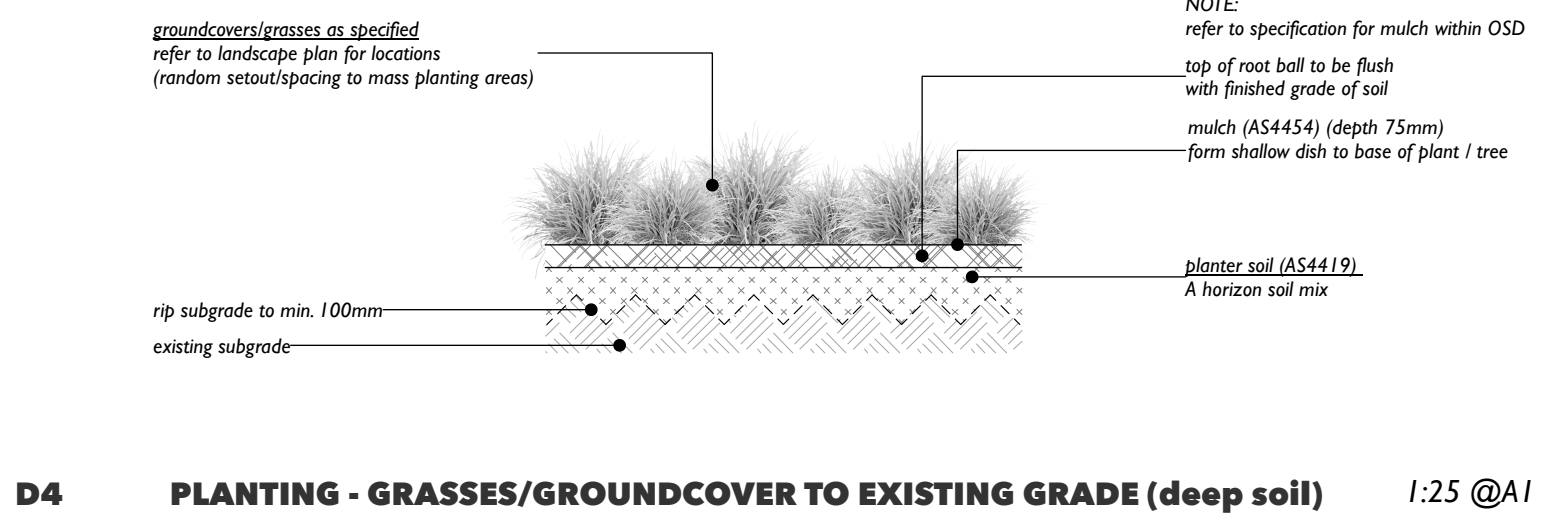 groundcovers/grasses as specified
refer to landscape plan for locations
(random setout/spacing to mass planting areas)
NOTE:
refer to specification for mulch within OSD
top of root ball to be flush
with finished grade of soil
mulch (AS4454) (depth 75mm)
form shallow dish to base of plant / tree
planter soil (AS4419)
A horizon soil mix
rip subgrade to min. 100mm
existing subgrade
D4 PLANTING - GRASSES/GROUNDCOVER TO EXISTING GRADE (deep soil) 1:25 @A1